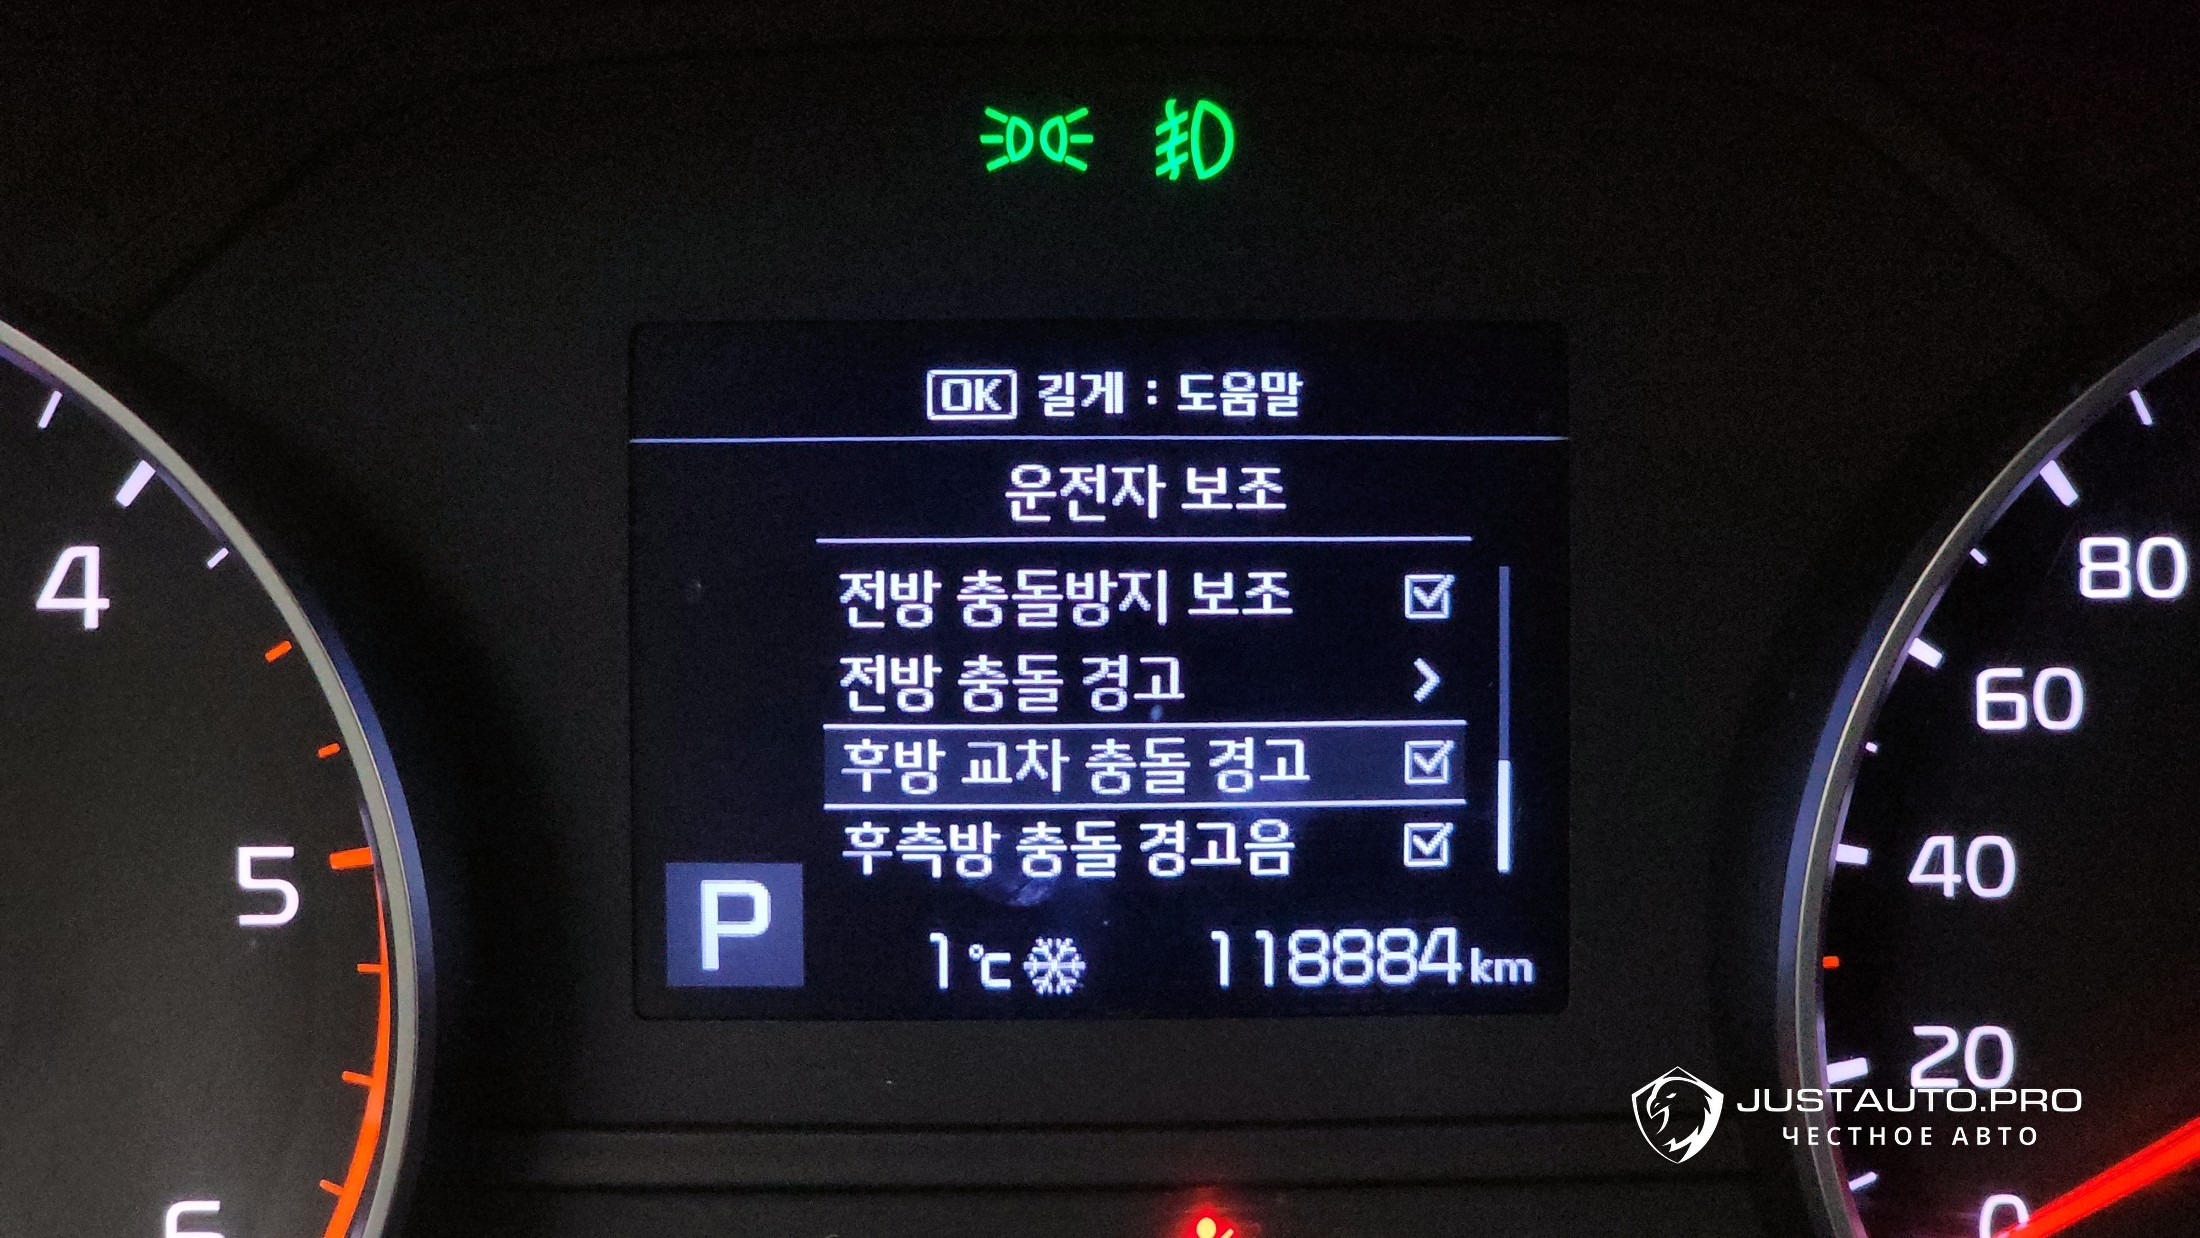 OK 길게 : 도움말
운전자 보조
전방 충돌방지 보조
전방 충돌 경고
후방 교차 충돌 경고
후측방 충돌 경고음
P
1℃
118884km
4
5
6
80
60
40
20
0
JUSTAUTO.PRO
ЧЕСТНОЕ АВТО